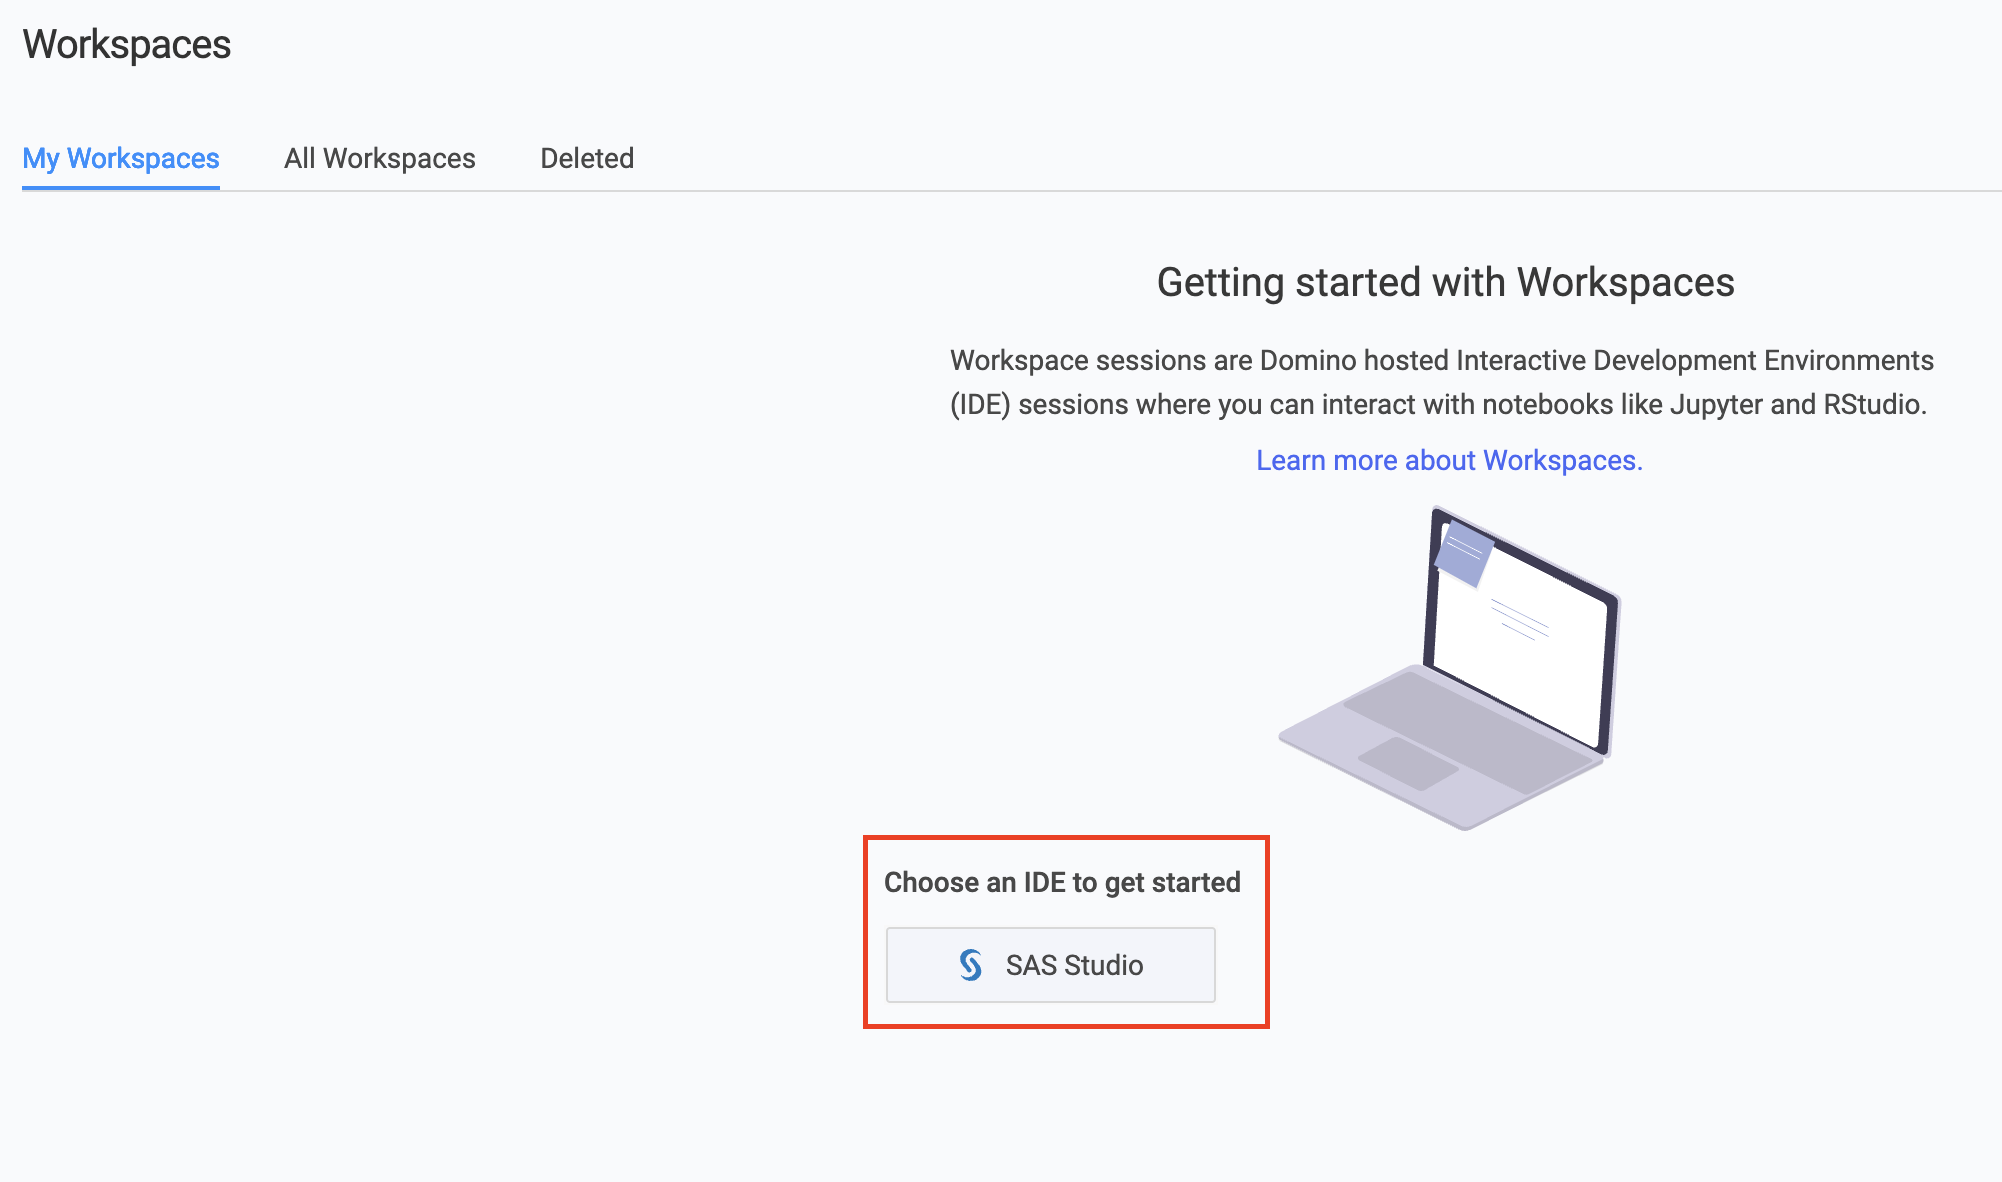 Workspaces
My Workspaces
All Workspaces
Deleted
Getting started with Workspaces
Workspace sessions are Domino hosted Interactive Development Environments
(IDE) sessions where you can interact with notebooks like Jupyter and RStudio.
Learn more about Workspaces.
Choose an IDE to get started
SAS Studio